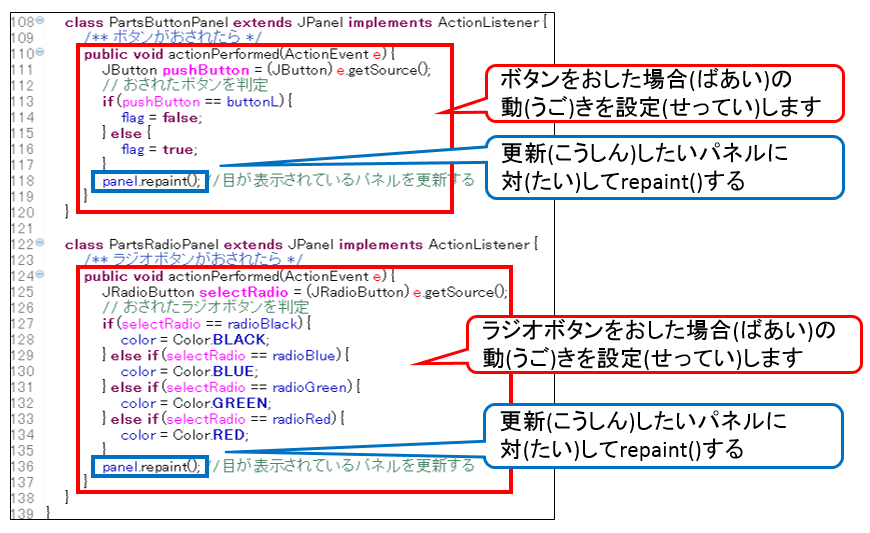 108 class PartsButtonPanel extends JPanel implements ActionListener {
109 /** ボタンがおされたら */
110 public void actionPerformed(ActionEvent e) {
111 JButton pushButton = (JButton) e.getSource();
112 // おされたボタンを判定
113 if(pushButton == buttonL) {
114 flag = false;
115 } else {
116 flag = true;
117 }
118 panel.repaint(); //目が表示されているパネルを更新する
119 }
120 }
121
122 class PartsRadioPanel extends JPanel implements ActionListener {
123 /** ラジオボタンがおされたら */
124 public void actionPerformed(ActionEvent e) {
125 JRadioButton selectRadio = (JRadioButton) e.getSource();
126 // おされたラジオボタンを判定
127 if(selectRadio == radioBlack) {
128 color = Color.BLACK;
129 } else if(selectRadio == radioBlue) {
130 color = Color.BLUE;
131 } else if(selectRadio == radioGreen) {
132 color = Color.GREEN;
133 } else if(selectRadio == radioRed) {
134 color = Color.RED;
135 }
136 panel.repaint(); //目が表示されているパネルを更新する
137 }
138 }
139 }
ボタンをおした場合(ばあい)の
動(うご)きを設定(せってい)します
更新(こうしん)したいパネルに
対(たい)してrepaint()する
ラジオボタンをおした場合(ばあい)の
動(うご)きを設定(せってい)します
更新(こうしん)したいパネルに
対(たい)してrepaint()する